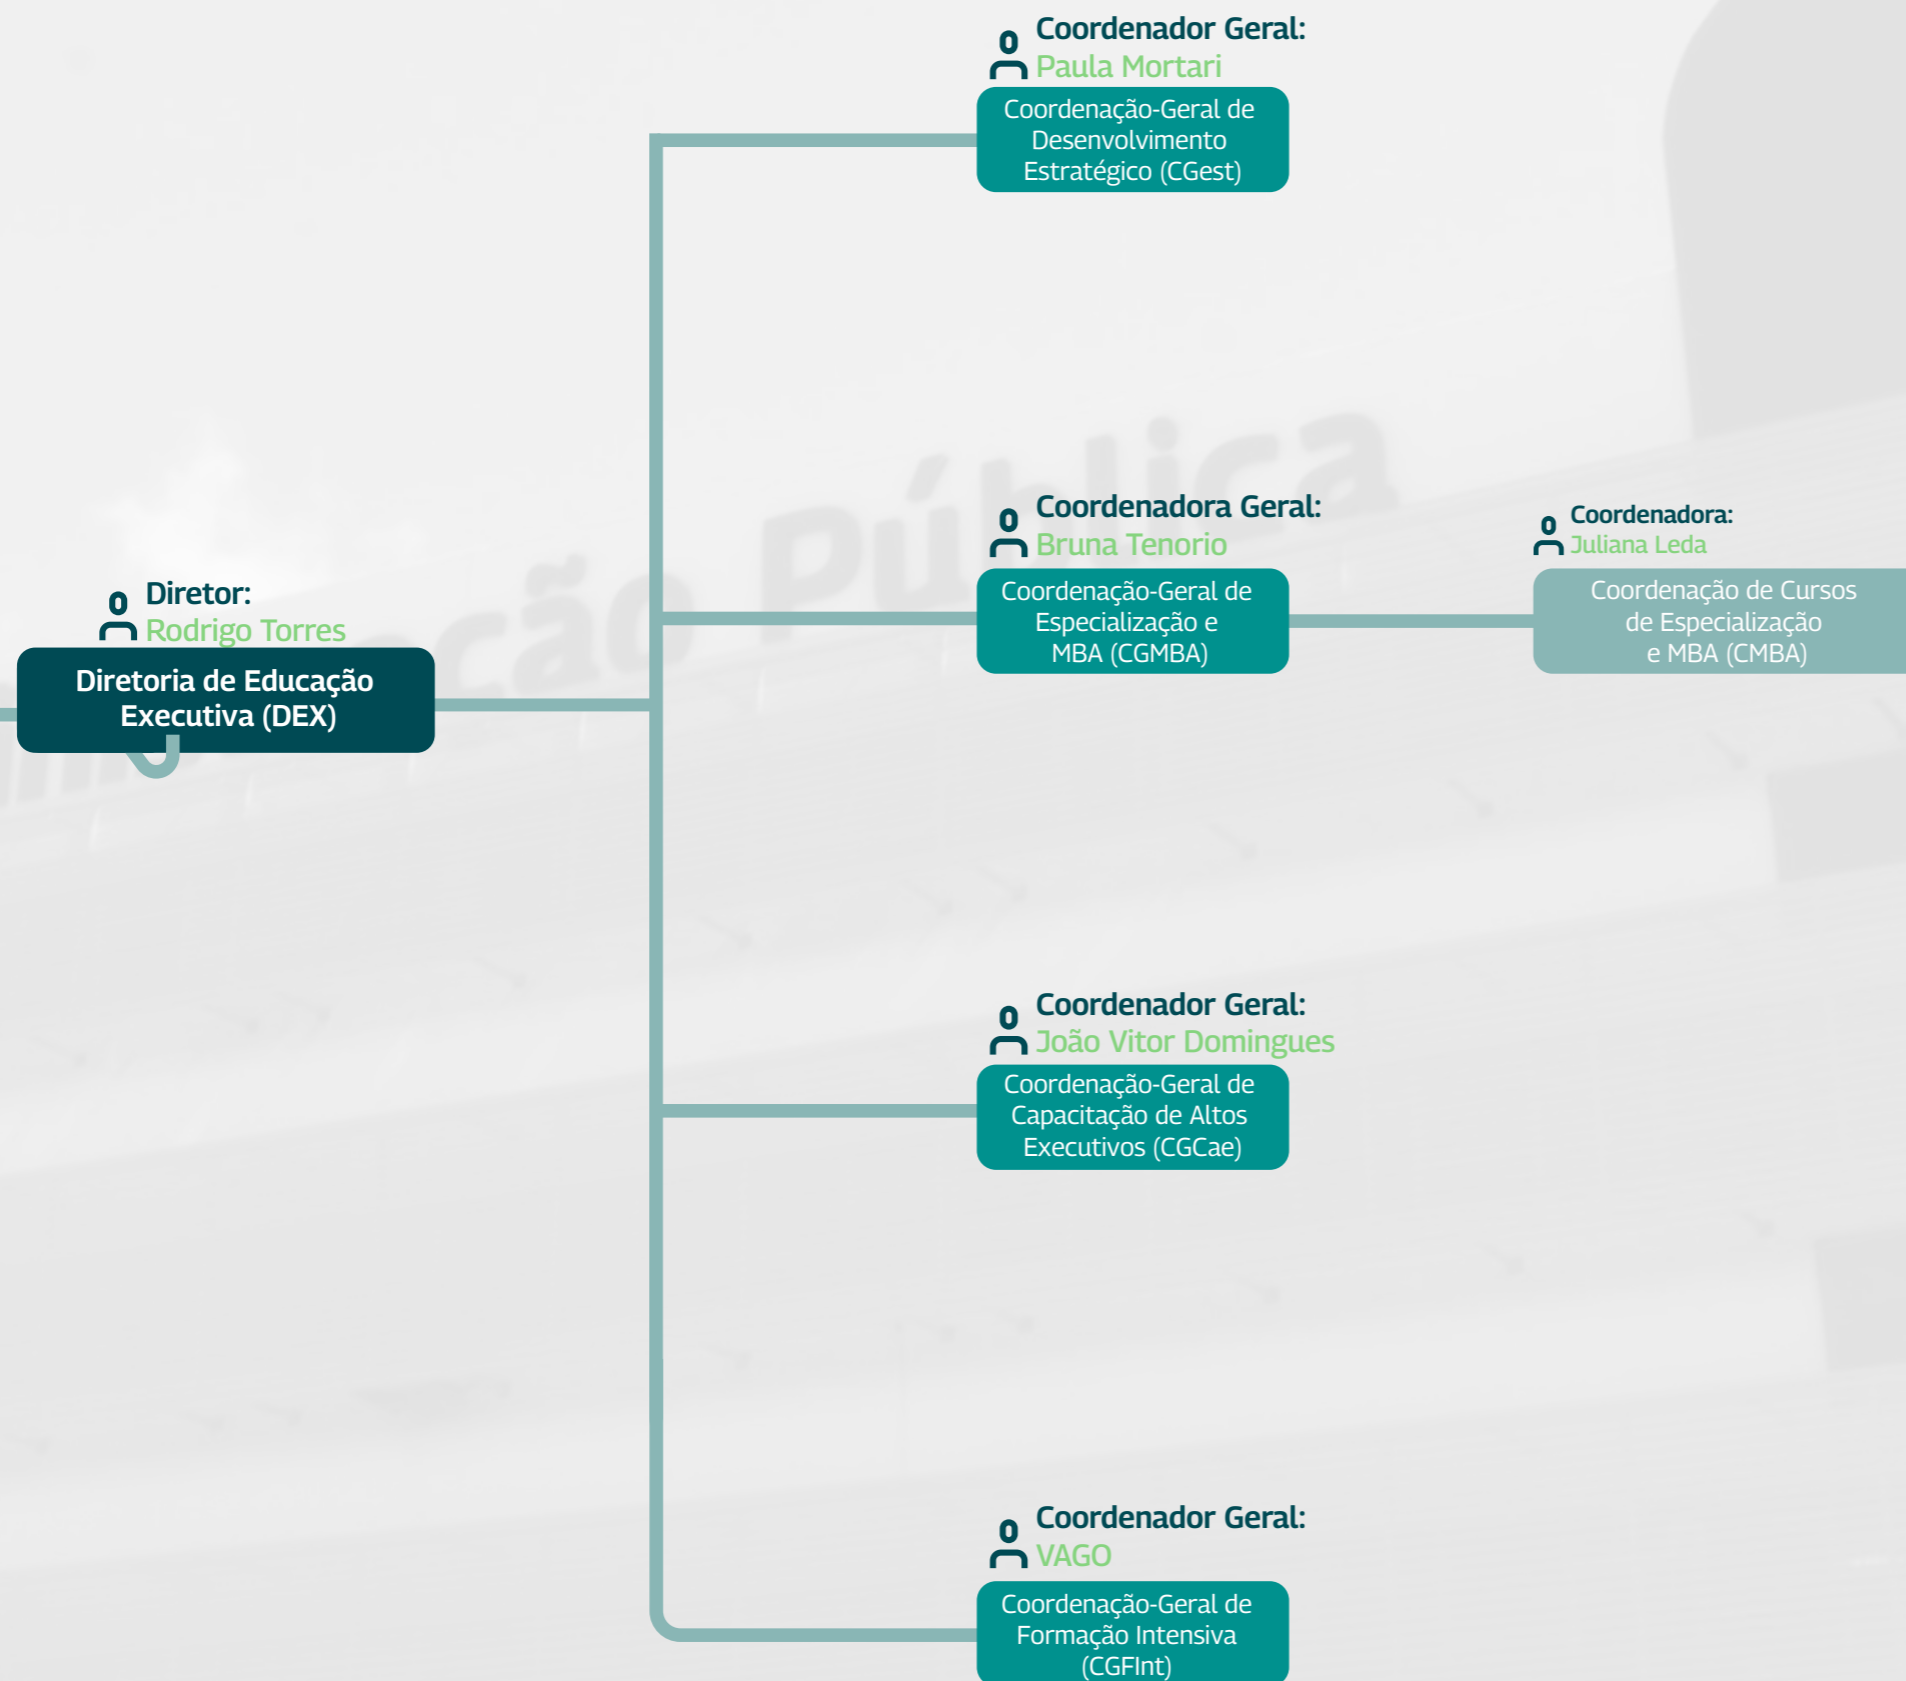 Coordenador Geral:
Paula Mortari
Coordenação-Geral de
Desenvolvimento
Estratégico (CGest)
Coordenadora Geral:
Bruna Tenorio
Coordenação-Geral de
Especialização e
MBA (CGMBA)
Coordenadora:
Juliana Leda
Coordenação de Cursos
de Especialização
e MBA (CMBA)
Diretor:
Rodrigo Torres
Diretoria de Educação
Executiva (DEX)
Pública
Coordenador Geral:
João Vitor Domingues
Coordenação-Geral de
Capacitação de Altos
Executivos (CGCae)
Coordenador Geral:
VAGO
Coordenação-Geral de
Formação Intensiva
(CGFInt)